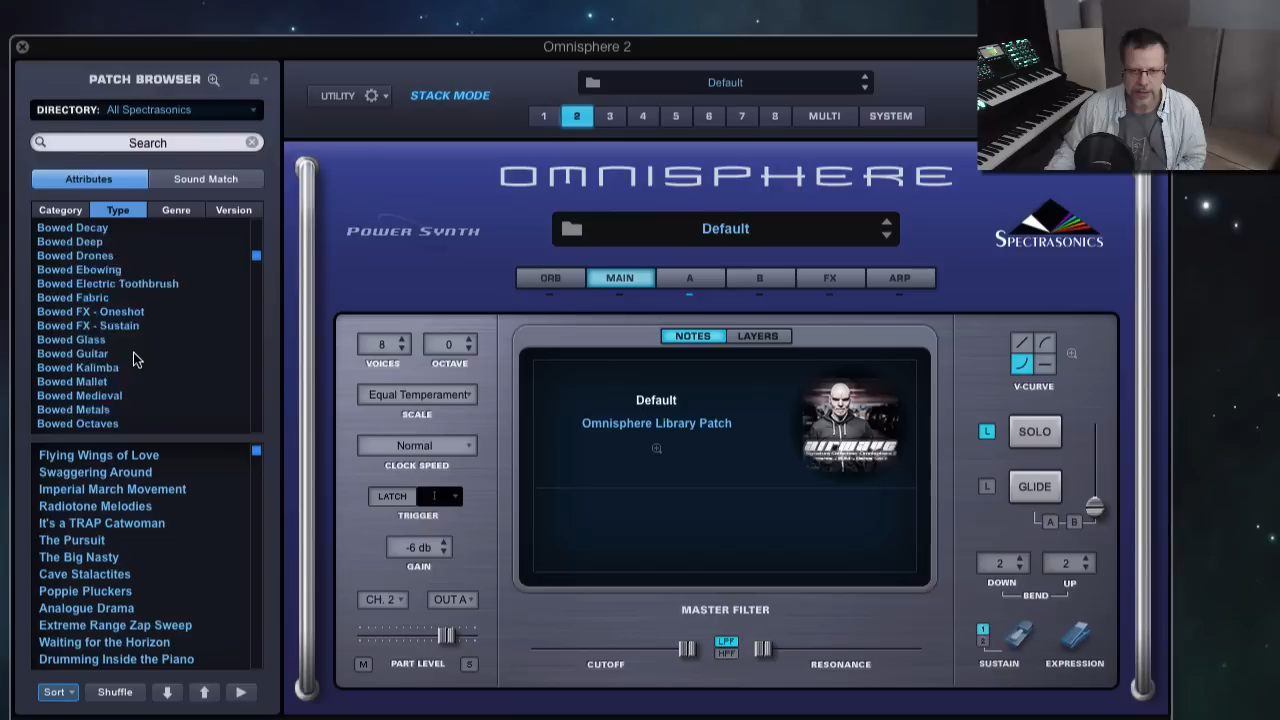 Omnisphere 2
PATCH BROWSER
DIRECTORY: All Spectrasonics
Search
Attributes Sound Match
Category Type Genre Version
Bowed Decay
Bowed Deep
Bowed Drones
Bowed Ebowing
Bowed Electric Toothbrush
Bowed Fabric
Bowed FX - Oneshot
Bowed FX - Sustain
Bowed Glass
Bowed Guitar
Bowed Kalimba
Bowed Mallet
Bowed Medieval
Bowed Metals
Bowed Octaves
Flying Wings of Love
Swaggering Around
Imperial March Movement
Radiotone Melodies
It's a TRAP Catwoman
The Pursuit
The Big Nasty
Cave Stalactites
Poppie Pluckers
Analogue Drama
Extreme Range Zap Sweep
Waiting for the Horizon
Drumming Inside the Piano
Sort Shuffle
UTILITY STACK MODE Default
1 2 3 4 5 6 7 8 MULTI SYSTEM
OMNISPHERE
POWER SYNTH Default SPECTRASONICS
ORB MAIN A B FX ARP
8 0
VOICES OCTAVE
Equal Temperament
SCALE
Normal
CLOCK SPEED
LATCH
TRIGGER
-6 db
GAIN
CH. 2 OUT A
M PART LEVEL S
NOTES LAYERS
Default
Omnisphere Library Patch
airwave
MASTER FILTER
CUTOFF LPF HPF RESONANCE
V-CURVE
L SOLO
L GLIDE
A B
2 2
DOWN UP
BEND
1
2
SUSTAIN EXPRESSION